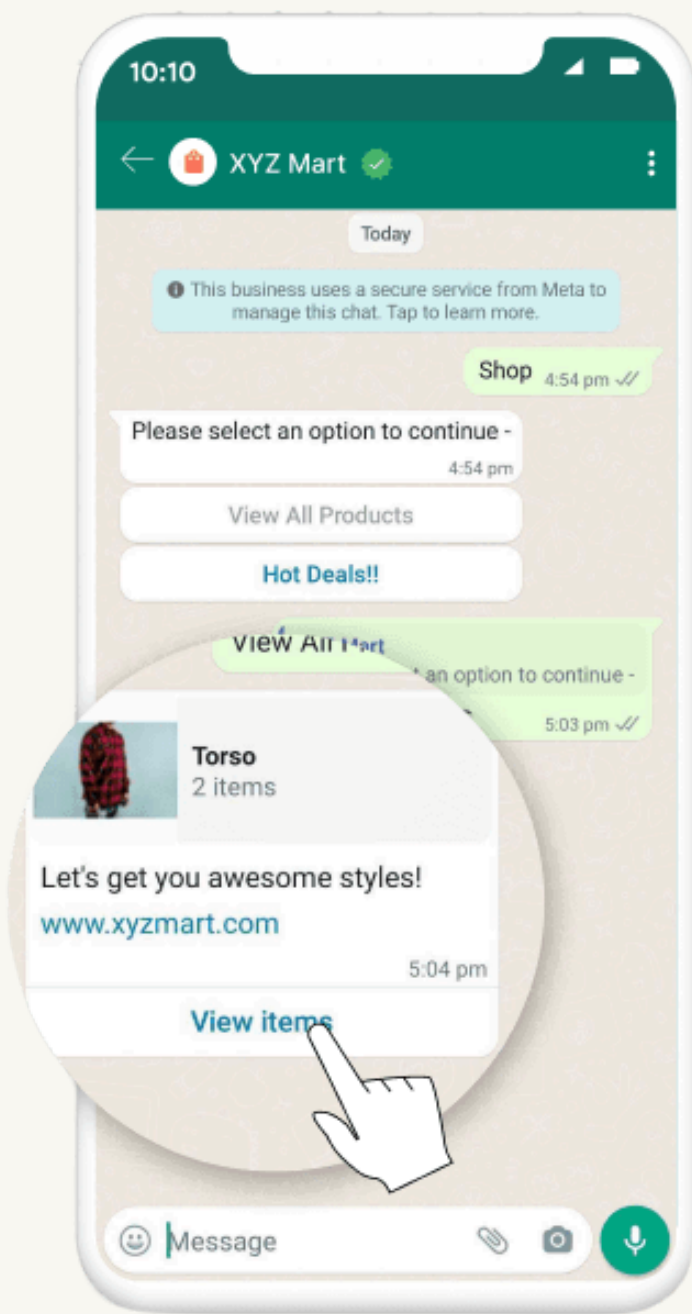 10:10
XYZ Mart
Today
This business uses a secure service from Meta to
manage this chat. Tap to learn more.
Shop 4:54 pm
Please select an option to continue -
4:54 pm
View All Products
Hot Deals!!
View All
Mart
an option to continue -
5:03 pm
Torso
2 items
Let's get you awesome styles!
www.xyzmart.com
5:04 pm
View items
Message